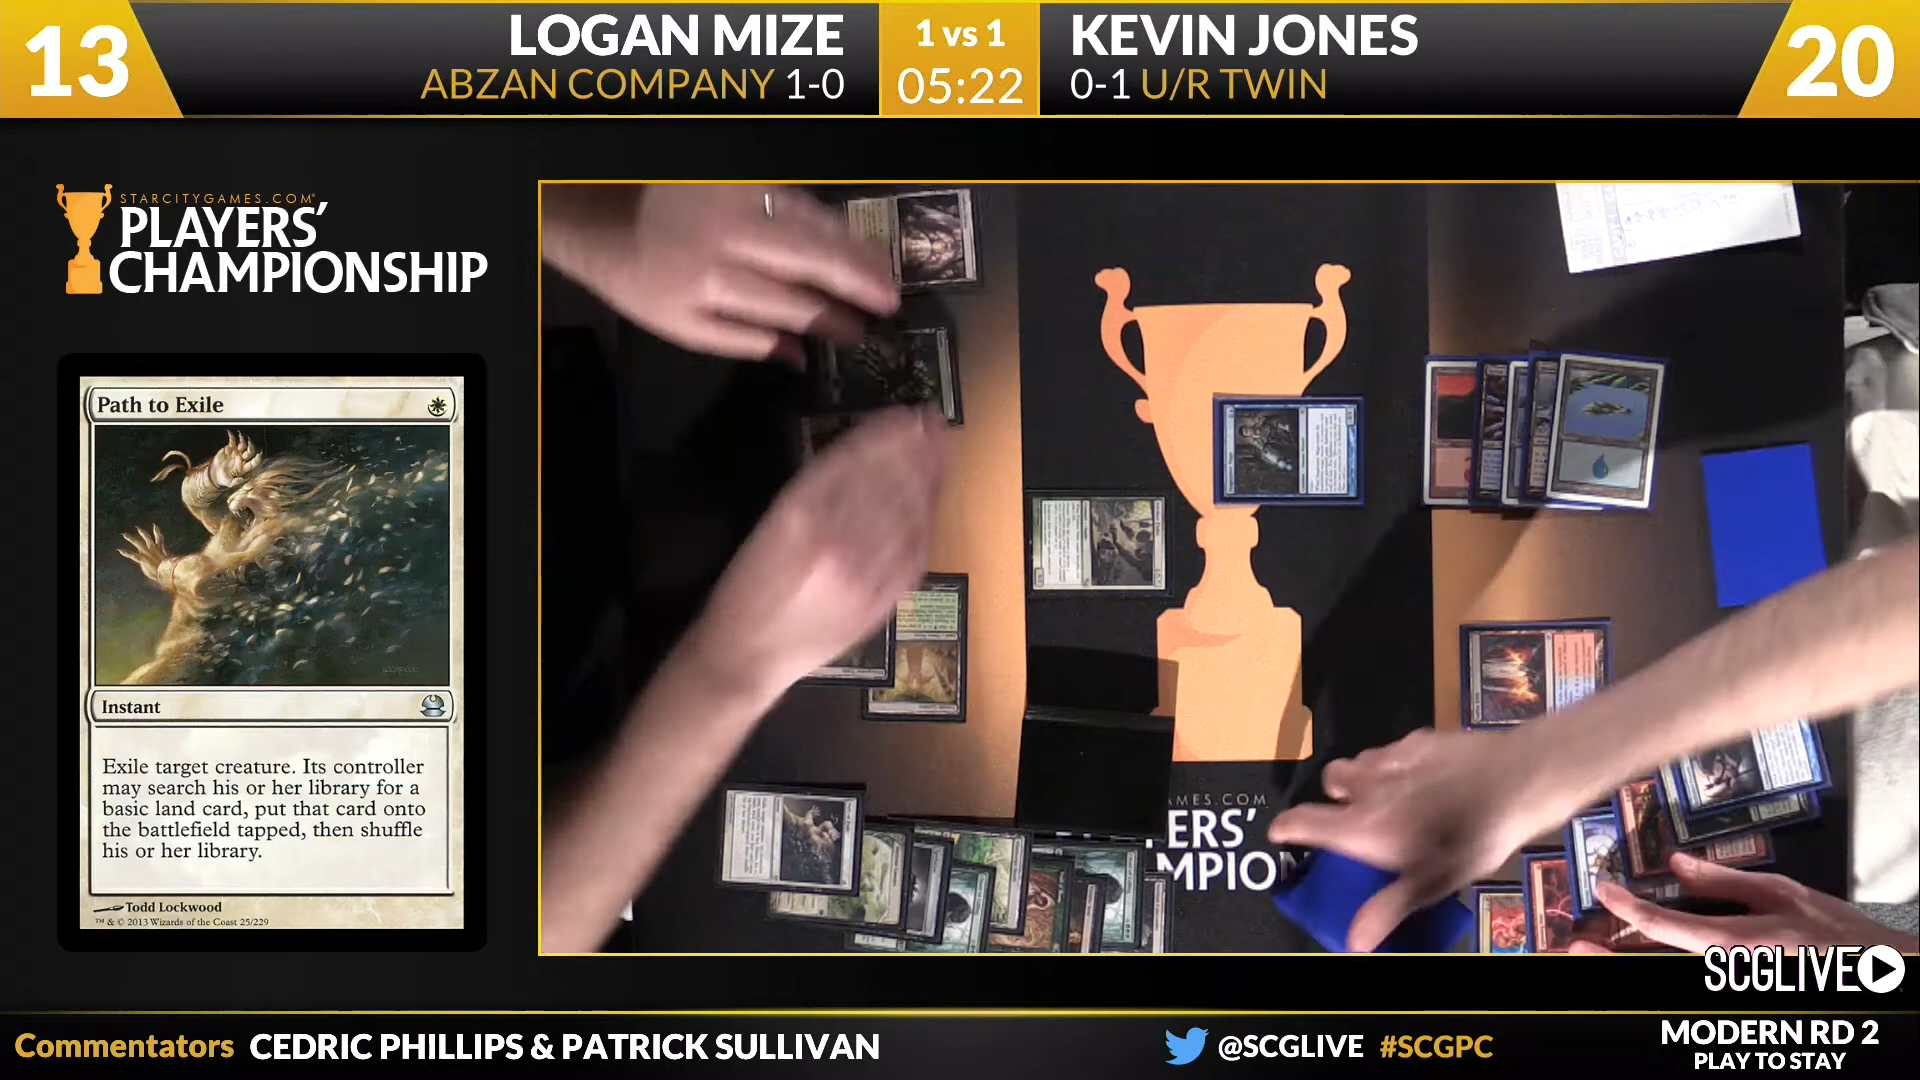 13
LOGAN MIZE
ABZAN COMPANY 1-0
1 vs 1
05:22
KEVIN JONES
0-1 U/R TWIN
20
STARCITYGAMES.COM®
PLAYERS'
CHAMPIONSHIP
Path to Exile
Instant
Exile target creature. Its controller
may search his or her library for a
basic land card, put that card onto
the battlefield tapped, then shuffle
his or her library.
Todd Lockwood
™ & © 2013 Wizards of the Coast 25/229
AMES.COM
ERS'
MPION
SCGLIVE
Commentators CEDRIC PHILLIPS & PATRICK SULLIVAN
@SCGLIVE #SCGPC
MODERN RD 2
PLAY TO STAY